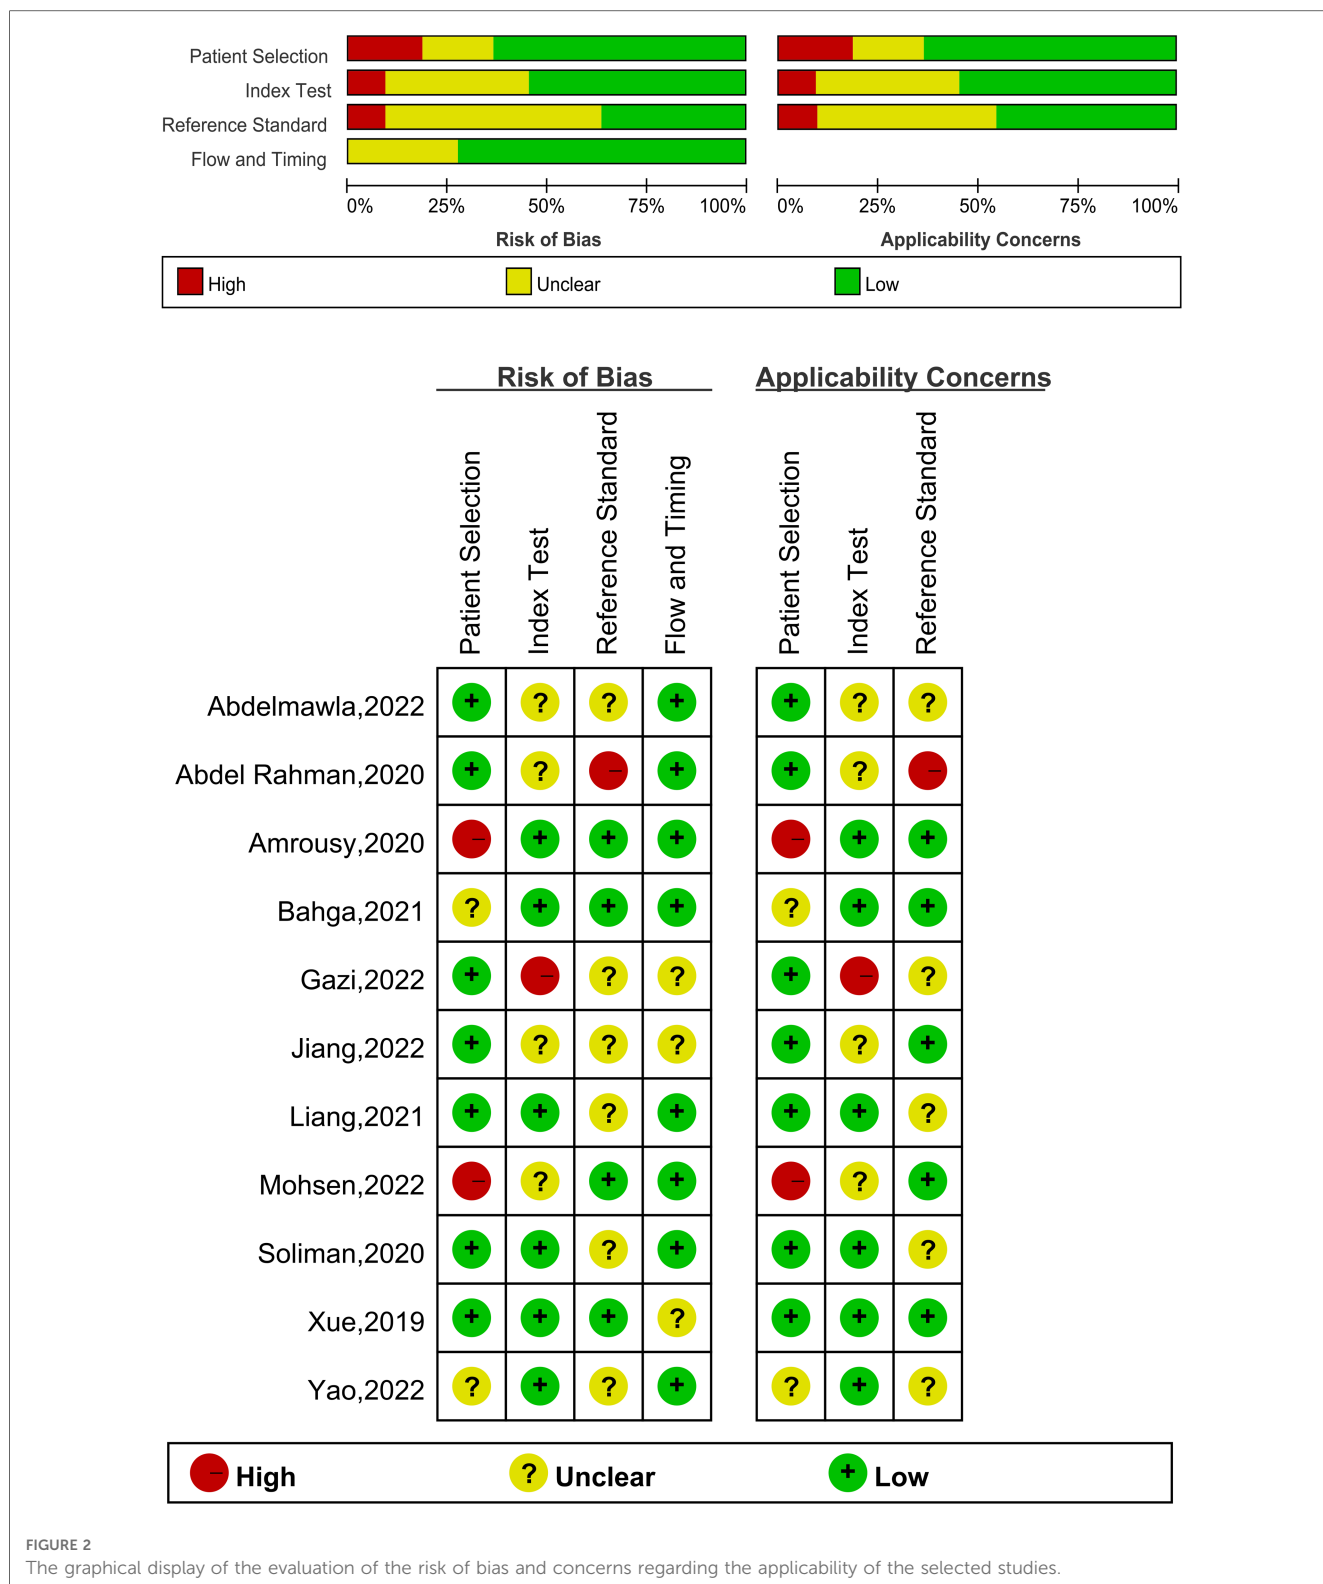 Patient Selection
Index Test
Reference Standard
Flow and Timing
0% 25% 50% 75% 100% 0% 25% 50% 75% 100%
Risk of Bias Applicability Concerns
High Unclear Low
Risk of Bias Applicability Concerns
Patient Selection Index Test Reference Standard Flow and Timing Patient Selection Index Test Reference Standard
Abdelmawla,2022 + ? ? + + ? ?
Abdel Rahman,2020 + ? − + + ? −
Amrousy,2020 − + + + − + +
Bahga,2021 ? + + + ? + +
Gazi,2022 + − ? ? + − ?
Jiang,2022 + ? ? ? + ? +
Liang,2021 + + ? + + + ?
Mohsen,2022 − ? + + − ? +
Soliman,2020 + + ? + + + ?
Xue,2019 + + + ? + + +
Yao,2022 ? + ? + ? + ?
− High ? Unclear + Low
FIGURE 2
The graphical display of the evaluation of the risk of bias and concerns regarding the applicability of the selected studies.